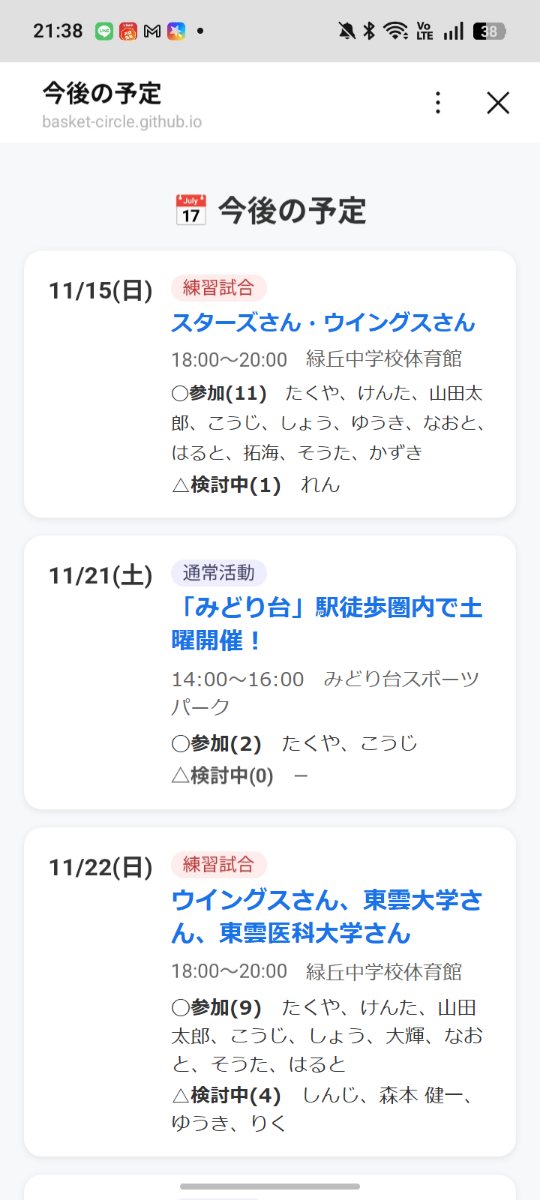 21:38
Vo LTE 38
今後の予定
basket-circle.github.io
July 17 今後の予定
11/15(日) 練習試合
スターズさん・ウイングスさん
18:00〜20:00 緑丘中学校体育館
○参加(11) たくや、けんた、山田太
郎、こうじ、しょう、ゆうき、なおと、
はると、拓海、そうた、かずき
△検討中(1) れん
11/21(土) 通常活動
「みどり台」駅徒歩圏内で土
曜開催！
14:00〜16:00 みどり台スポーツ
パーク
○参加(2) たくや、こうじ
△検討中(0) −
11/22(日) 練習試合
ウイングスさん、東雲大学さ
ん、東雲医科大学さん
18:00〜20:00 緑丘中学校体育館
○参加(9) たくや、けんた、山田
太郎、こうじ、しょう、大輝、なお
と、そうた、はると
△検討中(4) しんじ、森本 健一、
ゆうき、りく